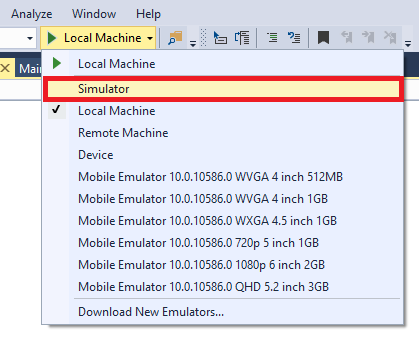 Analyze Window Help
Local Machine
Mai
Local Machine
Simulator
Local Machine
Remote Machine
Device
Mobile Emulator 10.0.10586.0 WVGA 4 inch 512MB
Mobile Emulator 10.0.10586.0 WVGA 4 inch 1GB
Mobile Emulator 10.0.10586.0 WXGA 4.5 inch 1GB
Mobile Emulator 10.0.10586.0 720p 5 inch 1GB
Mobile Emulator 10.0.10586.0 1080p 6 inch 2GB
Mobile Emulator 10.0.10586.0 QHD 5.2 inch 3GB
Download New Emulators...